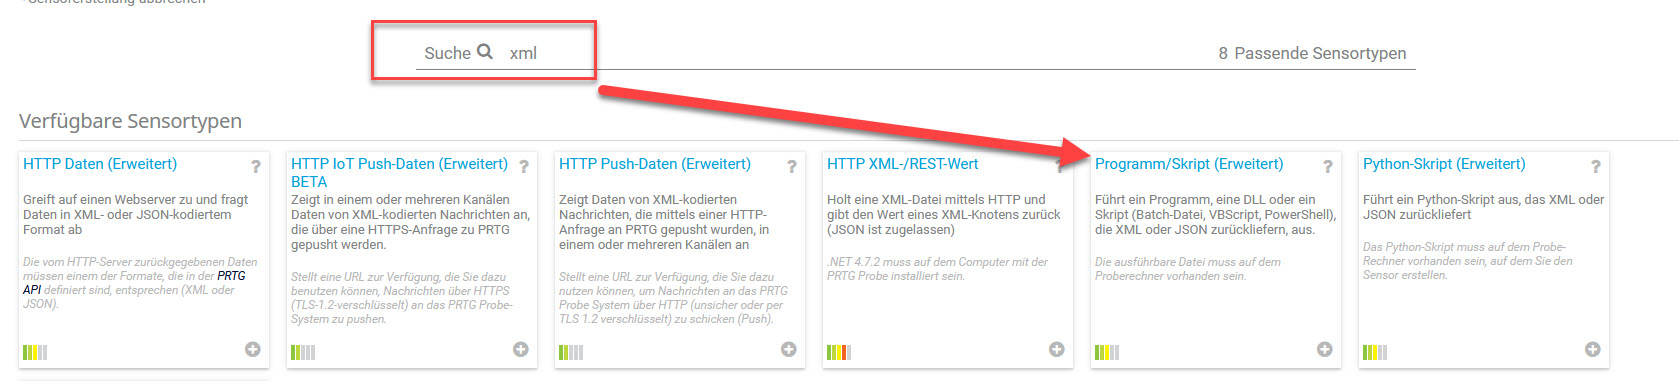 Sensorerstellung abbrechen
Suche xml
8 Passende Sensortypen
Verfügbare Sensortypen
HTTP Daten (Erweitert) ?
Greift auf einen Webserver zu und fragt
Daten in XML- oder JSON-kodiertem
Format ab
Die vom HTTP-Server zurückgegebenen Daten
müssen einem der Formate, die in der PRTG
API definiert sind, entsprechen (XML oder
JSON).
HTTP IoT Push-Daten (Erweitert) ?
BETA
Zeigt in einem oder mehreren Kanälen
Daten von XML-kodierten Nachrichten an,
die über eine HTTPS-Anfrage zu PRTG
gepusht werden.
Stellt eine URL zur Verfügung, die Sie dazu
benutzen können, Nachrichten über HTTPS
(TLS-1.2-verschlüsselt) an das PRTG Probe-
System zu pushen.
HTTP Push-Daten (Erweitert) ?
Zeigt Daten von XML-kodierten
Nachrichten, die mittels einer HTTP-
Anfrage an PRTG gepusht wurden, in
einem oder mehreren Kanälen an
Stellt eine URL zur Verfügung, die Sie dazu
nutzen können, um Nachrichten an das PRTG
Probe System über HTTP (unsicher oder per
TLS 1.2 verschlüsselt) zu schicken (Push).
HTTP XML-/REST-Wert ?
Holt eine XML-Datei mittels HTTP und
gibt den Wert eines XML-Knotens zurück
(JSON ist zugelassen)
.NET 4.7.2 muss auf dem Computer mit der
PRTG Probe installiert sein.
Programm/Skript (Erweitert) ?
Führt ein Programm, eine DLL oder ein
Skript (Batch-Datei, VBScript, PowerShell),
die XML oder JSON zurückliefern, aus.
Die ausführbare Datei muss auf dem
Proberechner vorhanden sein.
Python-Skript (Erweitert) ?
Führt ein Python-Skript aus, das XML oder
JSON zurückliefert
Das Python-Skript muss auf dem Probe-
Rechner vorhanden sein, auf dem Sie den
Sensor erstellen.